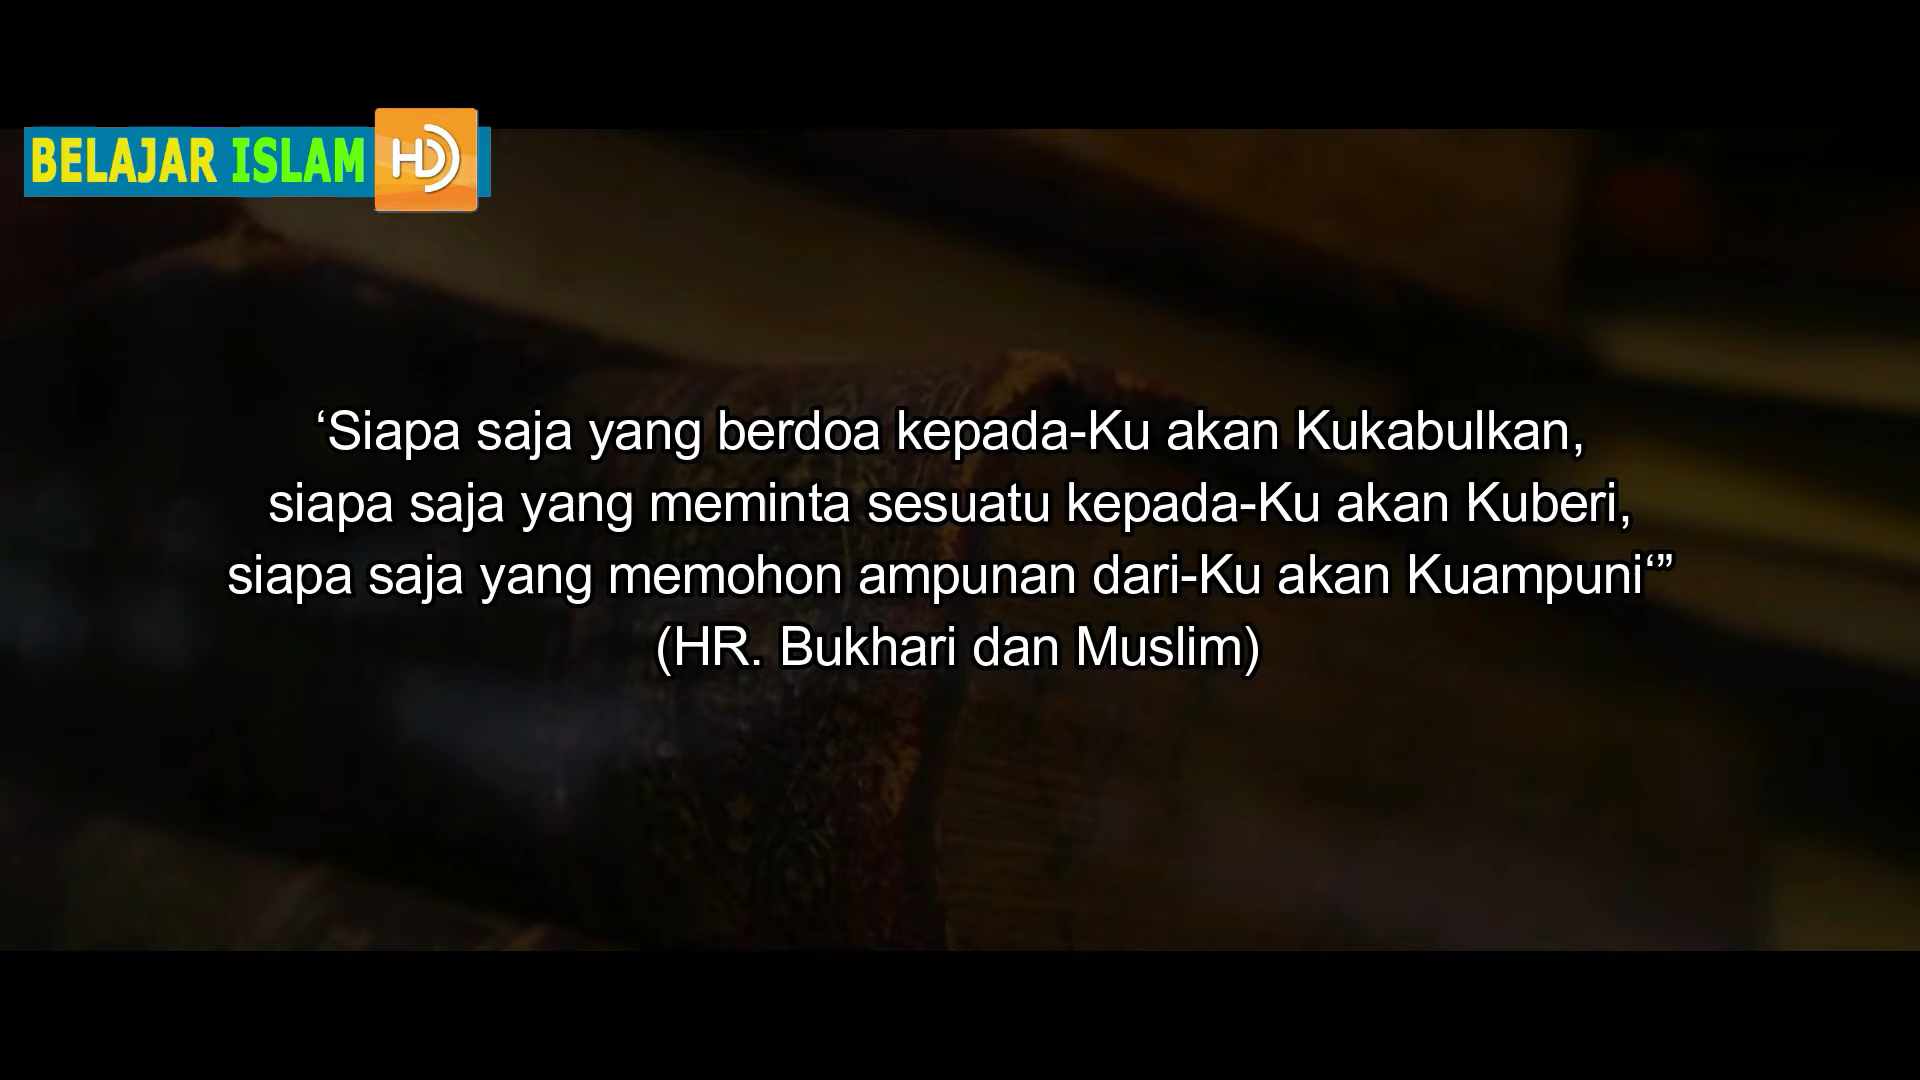 BELAJAR ISLAM HD
‘Siapa saja yang berdoa kepada-Ku akan Kukabulkan,
siapa saja yang meminta sesuatu kepada-Ku akan Kuberi,
siapa saja yang memohon ampunan dari-Ku akan Kuampuni‘”
(HR. Bukhari dan Muslim)